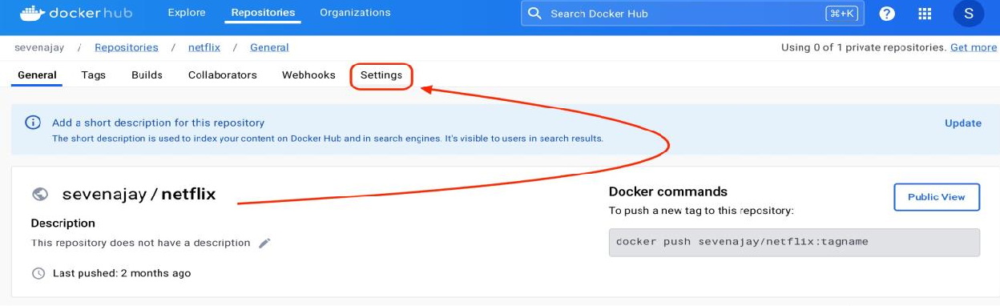 dockerhub Explore Repositories Organizations Search Docker Hub ⌘+K ? S
sevenajay / Repositories / netflix / General Using 0 of 1 private repositories. Get more
General Tags Builds Collaborators Webhooks Settings
Add a short description for this repository
Update
The short description is used to index your content on Docker Hub and in search engines. It's visible to users in search results.
sevenajay / netflix
Description
This repository does not have a description
Last pushed: 2 months ago
Docker commands
Public View
To push a new tag to this repository:
docker push sevenajay/netflix:tagname